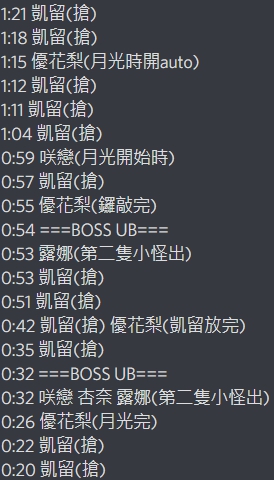 1:21 凱留(搶)
1:18 凱留(搶)
1:15 優花梨(月光時開auto)
1:12 凱留(搶)
1:11 凱留(搶)
1:04 凱留(搶)
0:59 咲戀(月光開始時)
0:57 凱留(搶)
0:55 優花梨(鑼敲完)
0:54 ===BOSS UB===
0:53 露娜(第二隻小怪出)
0:53 凱留(搶)
0:51 凱留(搶)
0:42 凱留(搶) 優花梨(凱留放完)
0:35 凱留(搶)
0:32 ===BOSS UB===
0:32 咲戀 杏奈 露娜(第二隻小怪出)
0:26 優花梨(月光完)
0:22 凱留(搶)
0:20 凱留(搶)